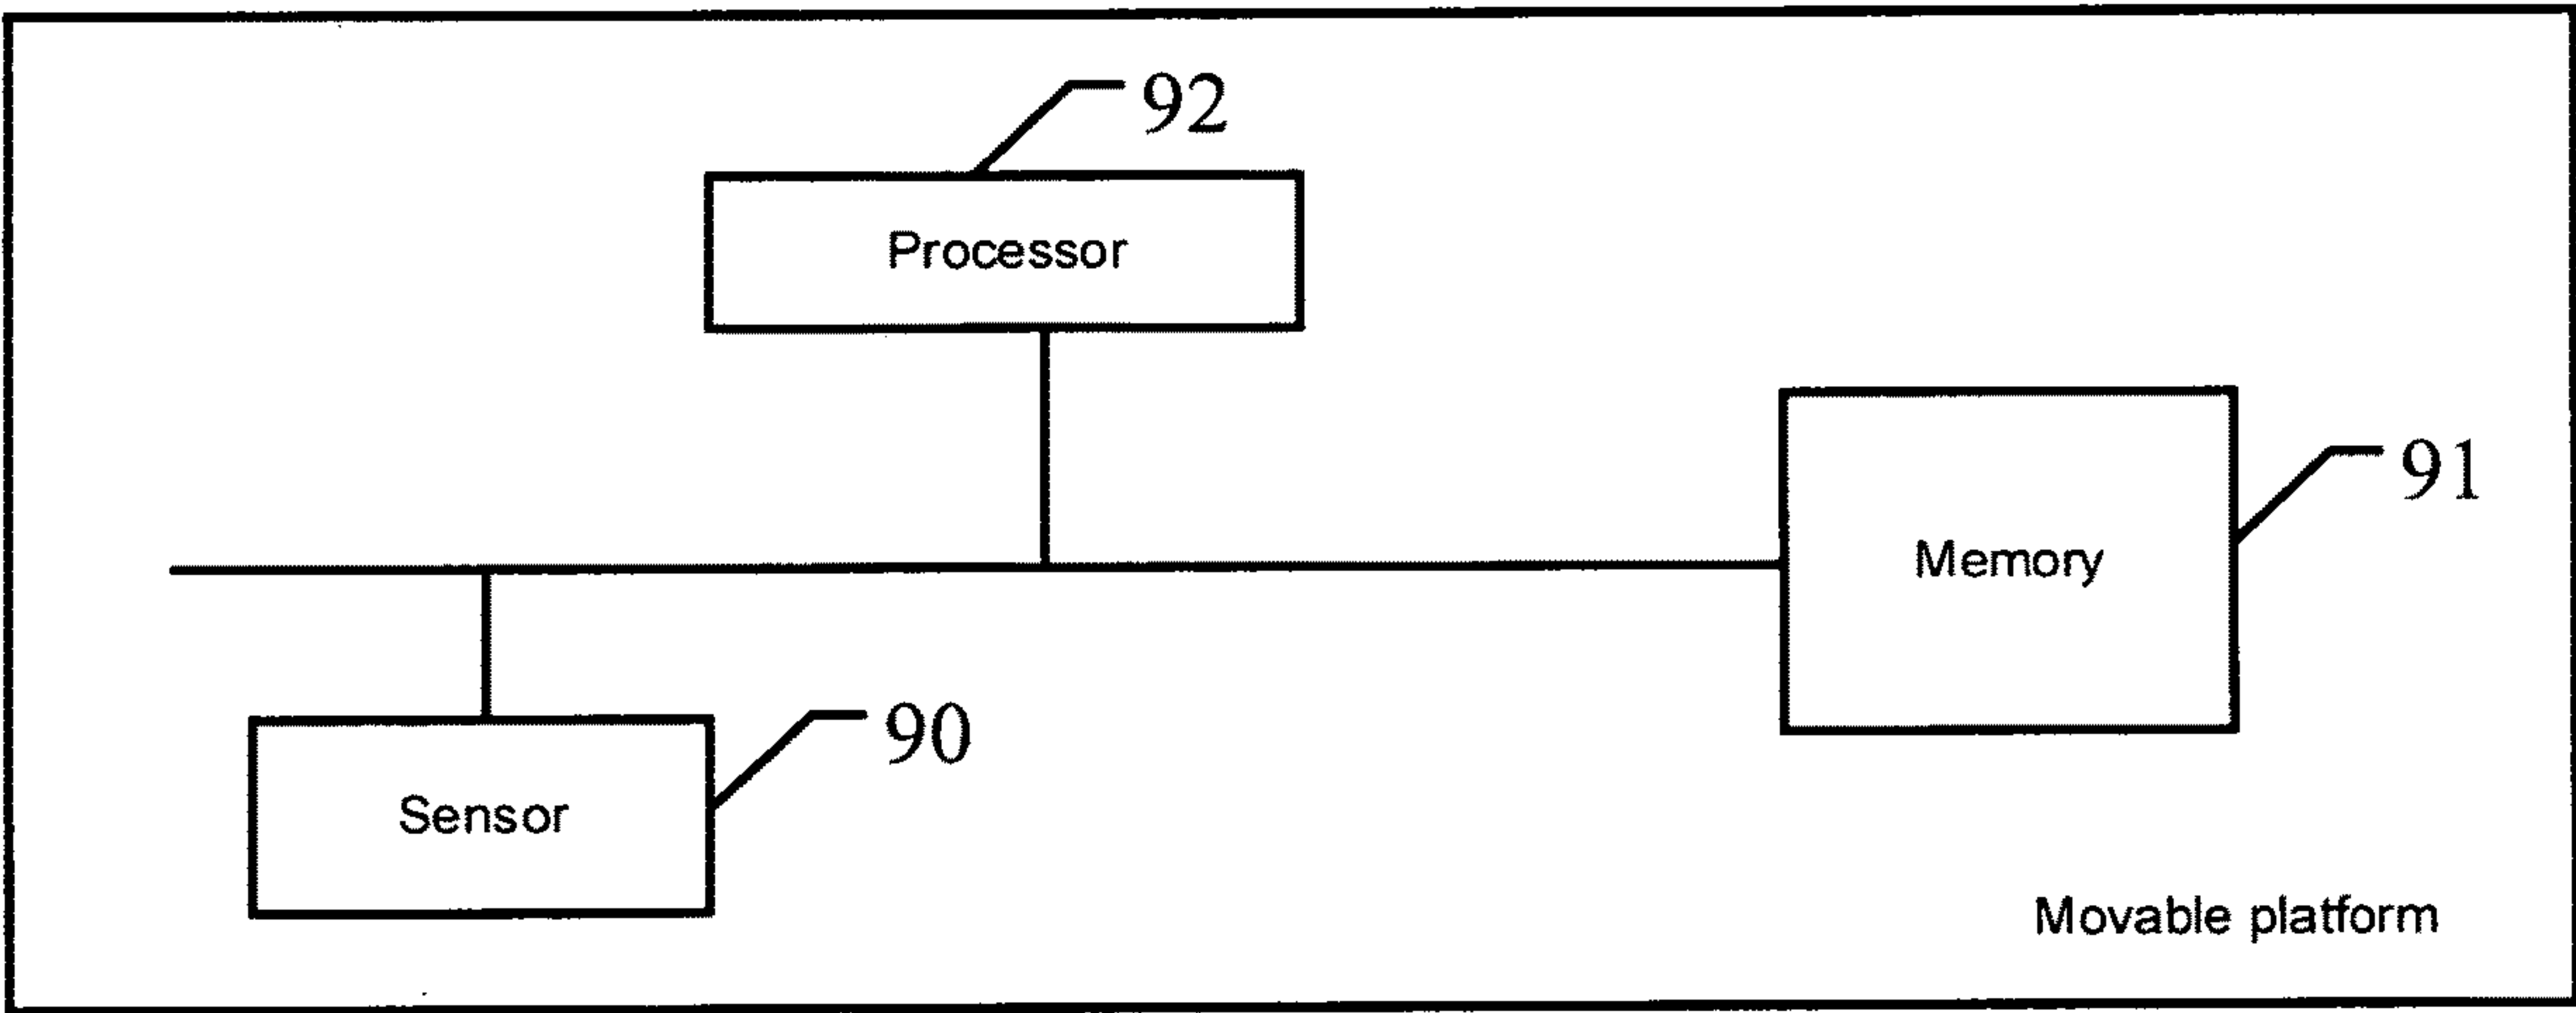 92
Processor
91
Memory
90
Sensor
Movable platform